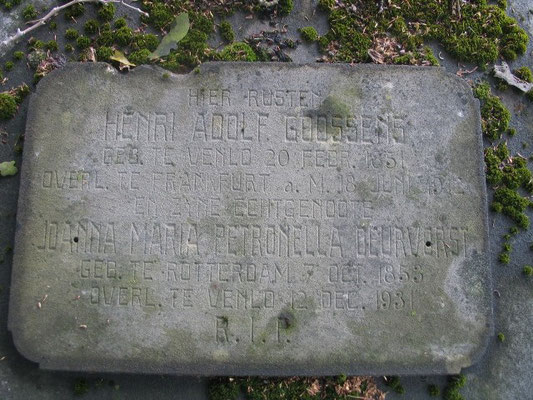 HIER RUSTEN
HENRI ADOLF GOOSSENS
GEB. TE VENLO 20 FEBR. 1851
OVERL. TE FRANKFURT a. M. 18 JUNI
EN ZIJNE ECHTGENOOTE
JOANNA MARIA PETRONELLA DEURVORST
GEB. TE ROTTERDAM 7 OCT. 1853
OVERL. TE VENLO 12 DEC. 1931
R.I.P.